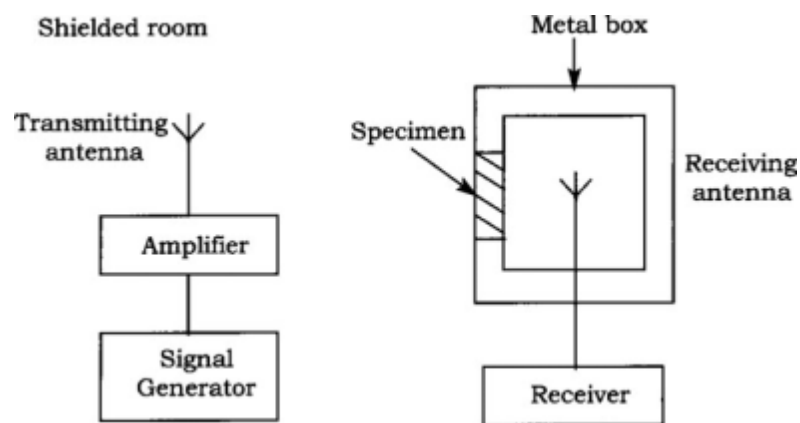 Shielded room
Metal box
Transmitting
antenna
Specimen
Receiving
antenna
Amplifier
Signal
Generator
Receiver